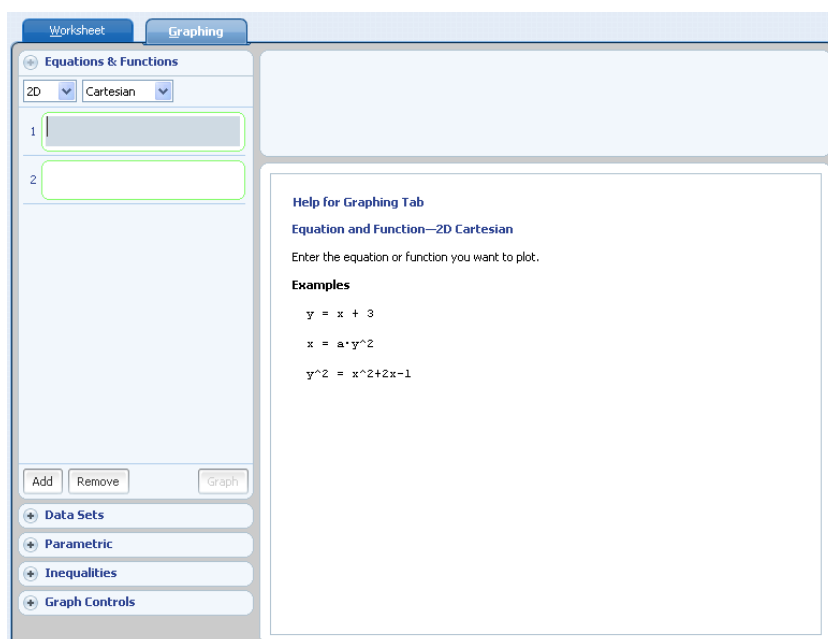 Worksheet
Graphing
Equations & Functions
2D
Cartesian
1
2
Add
Remove
Graph
Data Sets
Parametric
Inequalities
Graph Controls
Help for Graphing Tab
Equation and Function—2D Cartesian
Enter the equation or function you want to plot.
Examples
y = x + 3
x = a·y^2
y^2 = x^2+2x-1